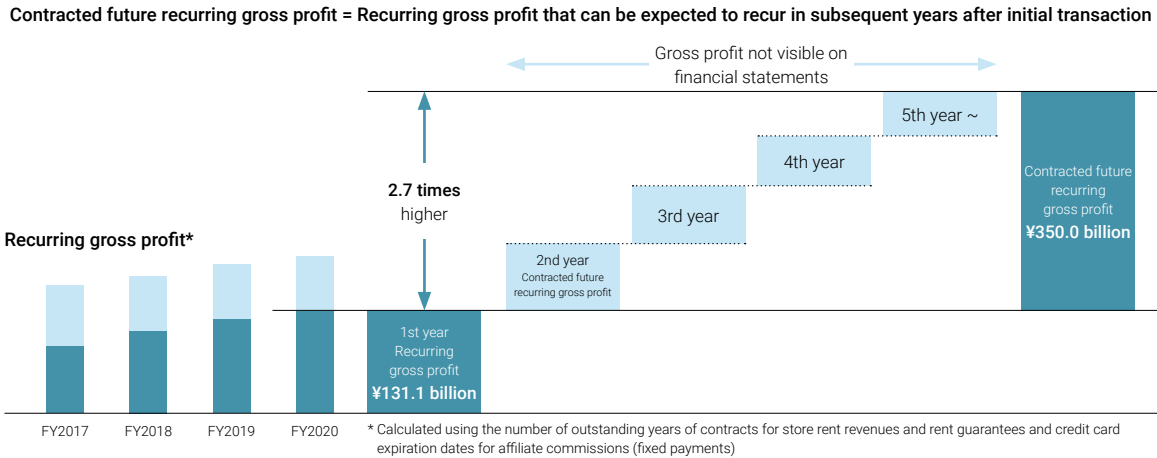 Contracted future recurring gross profit = Recurring gross profit that can be expected to recur in subsequent years after initial transaction
Gross profit not visible on
financial statements
5th year ~
4th year
3rd year
2nd year
Contracted future
recurring gross profit
2.7 times
higher
Contracted future
recurring
gross profit
¥350.0 billion
Recurring gross profit*
1st year
Recurring
gross profit
¥131.1 billion
FY2017
FY2018
FY2019
FY2020
* Calculated using the number of outstanding years of contracts for store rent revenues and rent guarantees and credit card
expiration dates for affiliate commissions (fixed payments)